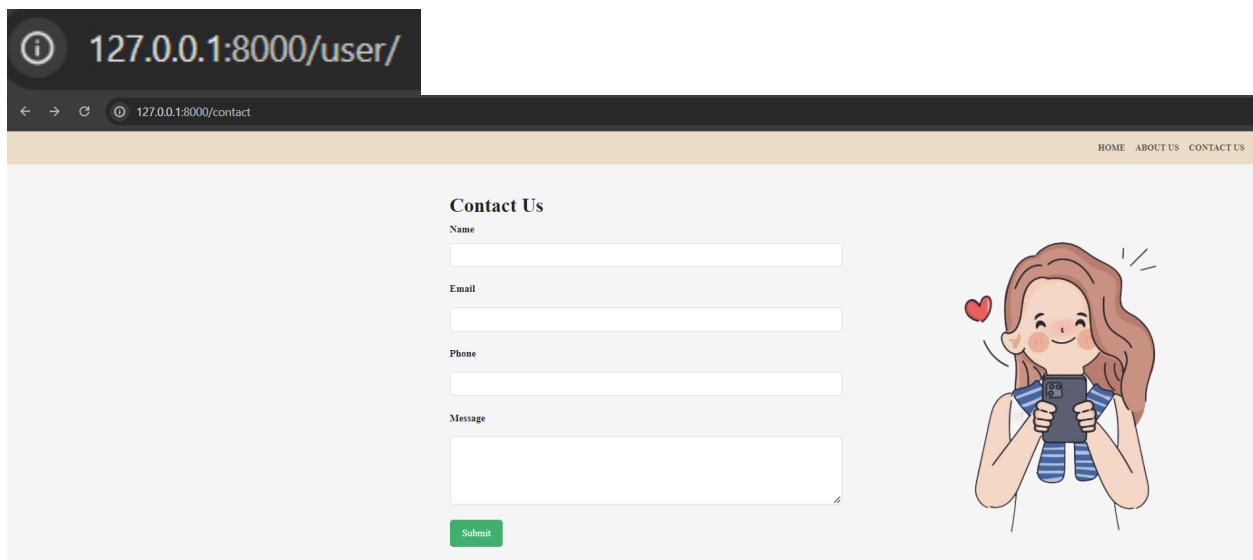 127.0.0.1:8000/user/
127.0.0.1:8000/contact
HOME ABOUT US CONTACT US
Contact Us
Name
Email
Phone
Message
Submit